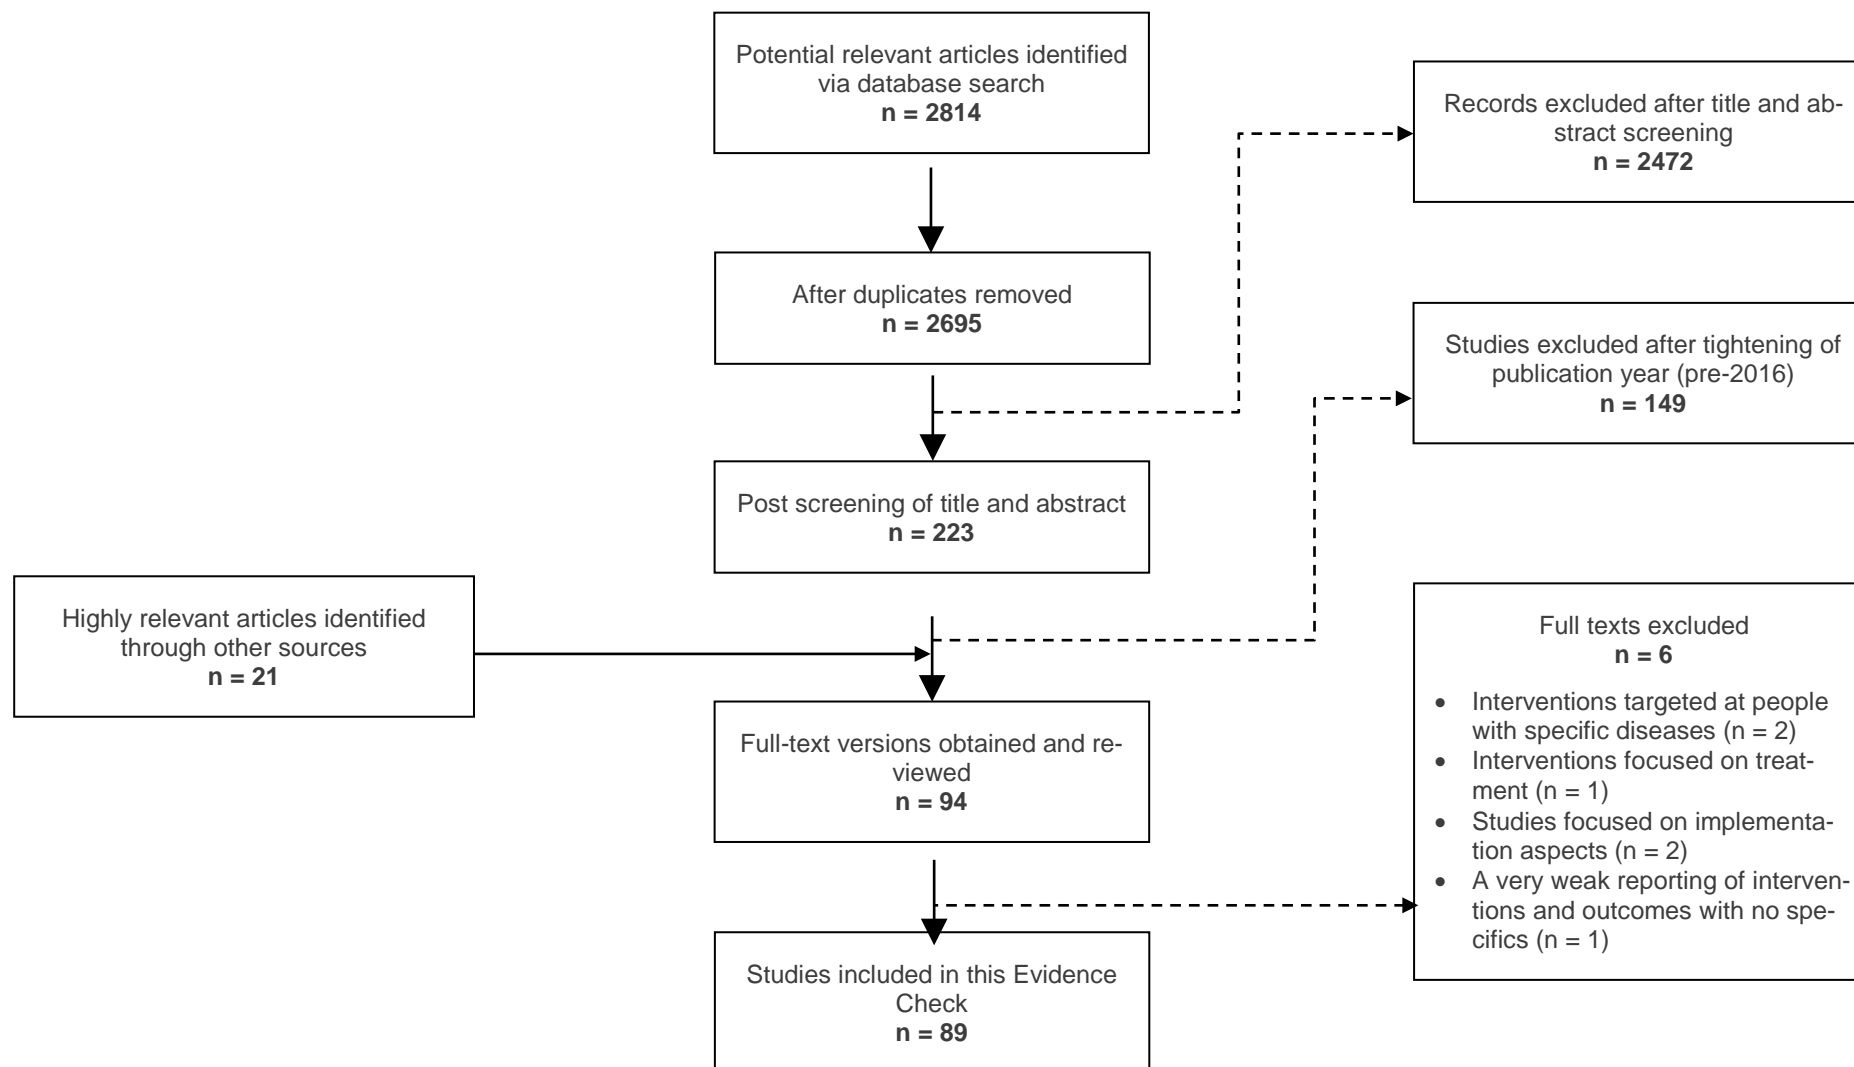 Potential relevant articles identified
via database search
n = 2814
Records excluded after title and ab-
stract screening
n = 2472
After duplicates removed
n = 2695
Studies excluded after tightening of
publication year (pre-2016)
n = 149
Post screening of title and abstract
n = 223
Highly relevant articles identified
through other sources
n = 21
Full-text versions obtained and re-
viewed
n = 94
Full texts excluded
n = 6
• Interventions targeted at people
with specific diseases (n = 2)
• Interventions focused on treat-
ment (n = 1)
• Studies focused on implementa-
tion aspects (n = 2)
• A very weak reporting of interven-
tions and outcomes with no spe-
cifics (n = 1)
Studies included in this Evidence
Check
n = 89